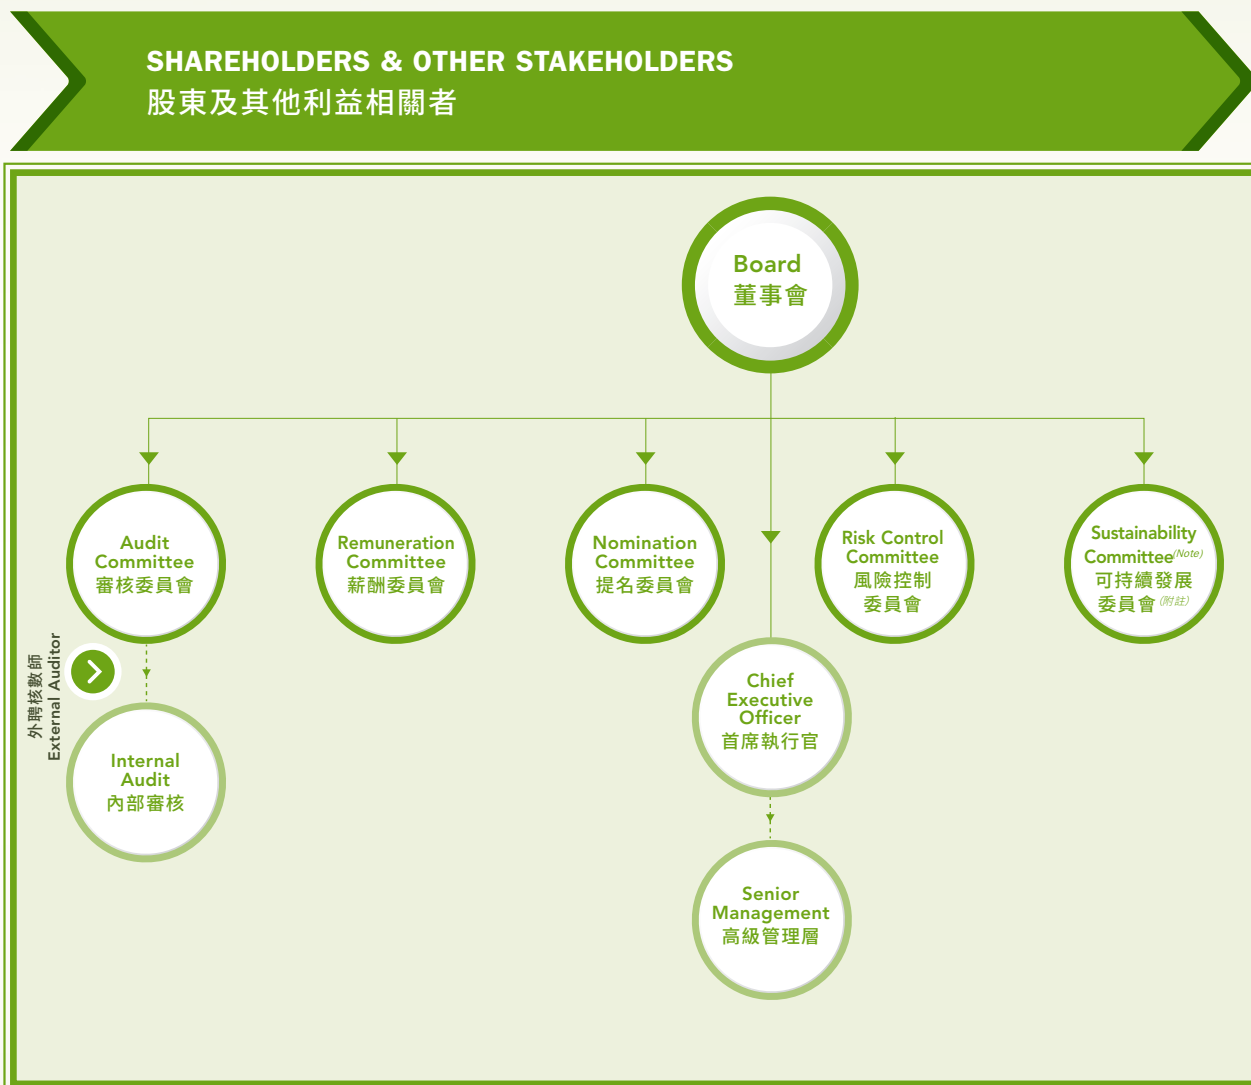 SHAREHOLDERS & OTHER STAKEHOLDERS
股東及其他利益相關者
Board
董事會
Audit
Committee
審核委員會
Remuneration
Committee
薪酬委員會
Nomination
Committee
提名委員會
Risk Control
Committee
風險控制
委員會
Sustainability
Committee(Note)
可持續發展
委員會(附註)
外聘核數師
External Auditor
Internal
Audit
內部審核
Chief
Executive
Officer
首席執行官
Senior
Management
高級管理層